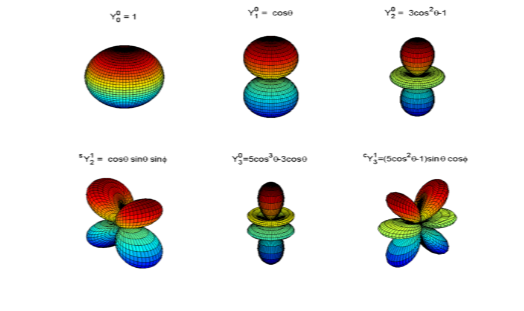 Y₀⁰ = 1
Y₁⁰ = cosθ
Y₂⁰ = 3cos²θ-1
ˢY₂¹ = cosθ sinθ sinϕ
Y₃⁰=5cos³θ-3cosθ
ᶜY₃¹=(5cos²θ-1)sinθ cosϕ